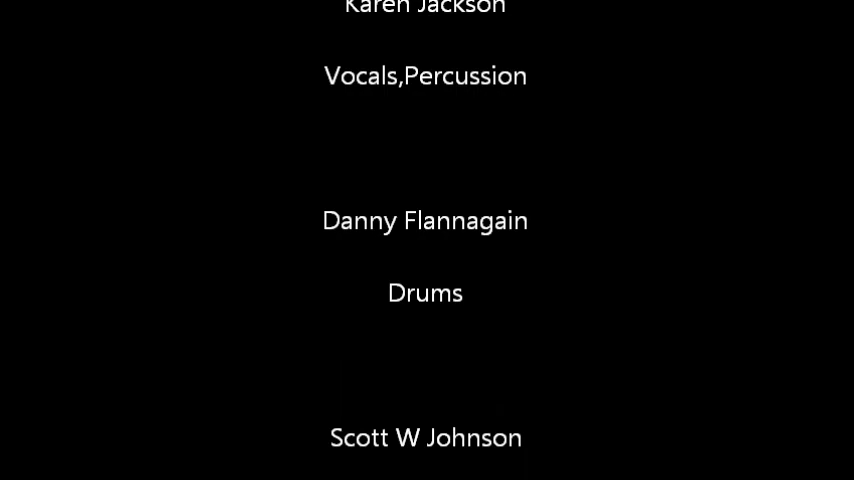 Karen Jackson
Vocals,Percussion
Danny Flannagain
Drums
Scott W Johnson